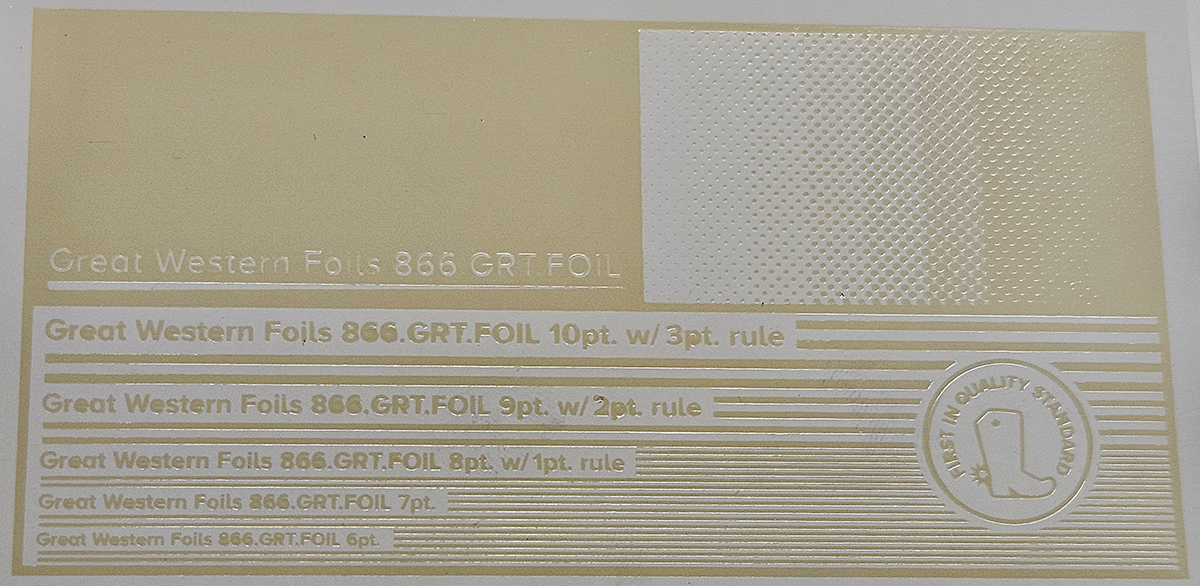 Great Western Foils 866 GRT.FOIL
Great Western Foils 866.GRT.FOIL 10pt. w/ 3pt. rule
Great Western Foils 866.GRT.FOIL 9pt. w/ 2pt. rule
FIRST IN QUALITY STANDARD
Great Western Foils 866.GRT.FOIL 8pt. w/ 1pt. rule
Great Western Foils 866.GRT.FOIL 7pt.
Great Western Foils 866.GRT.FOIL 6pt.